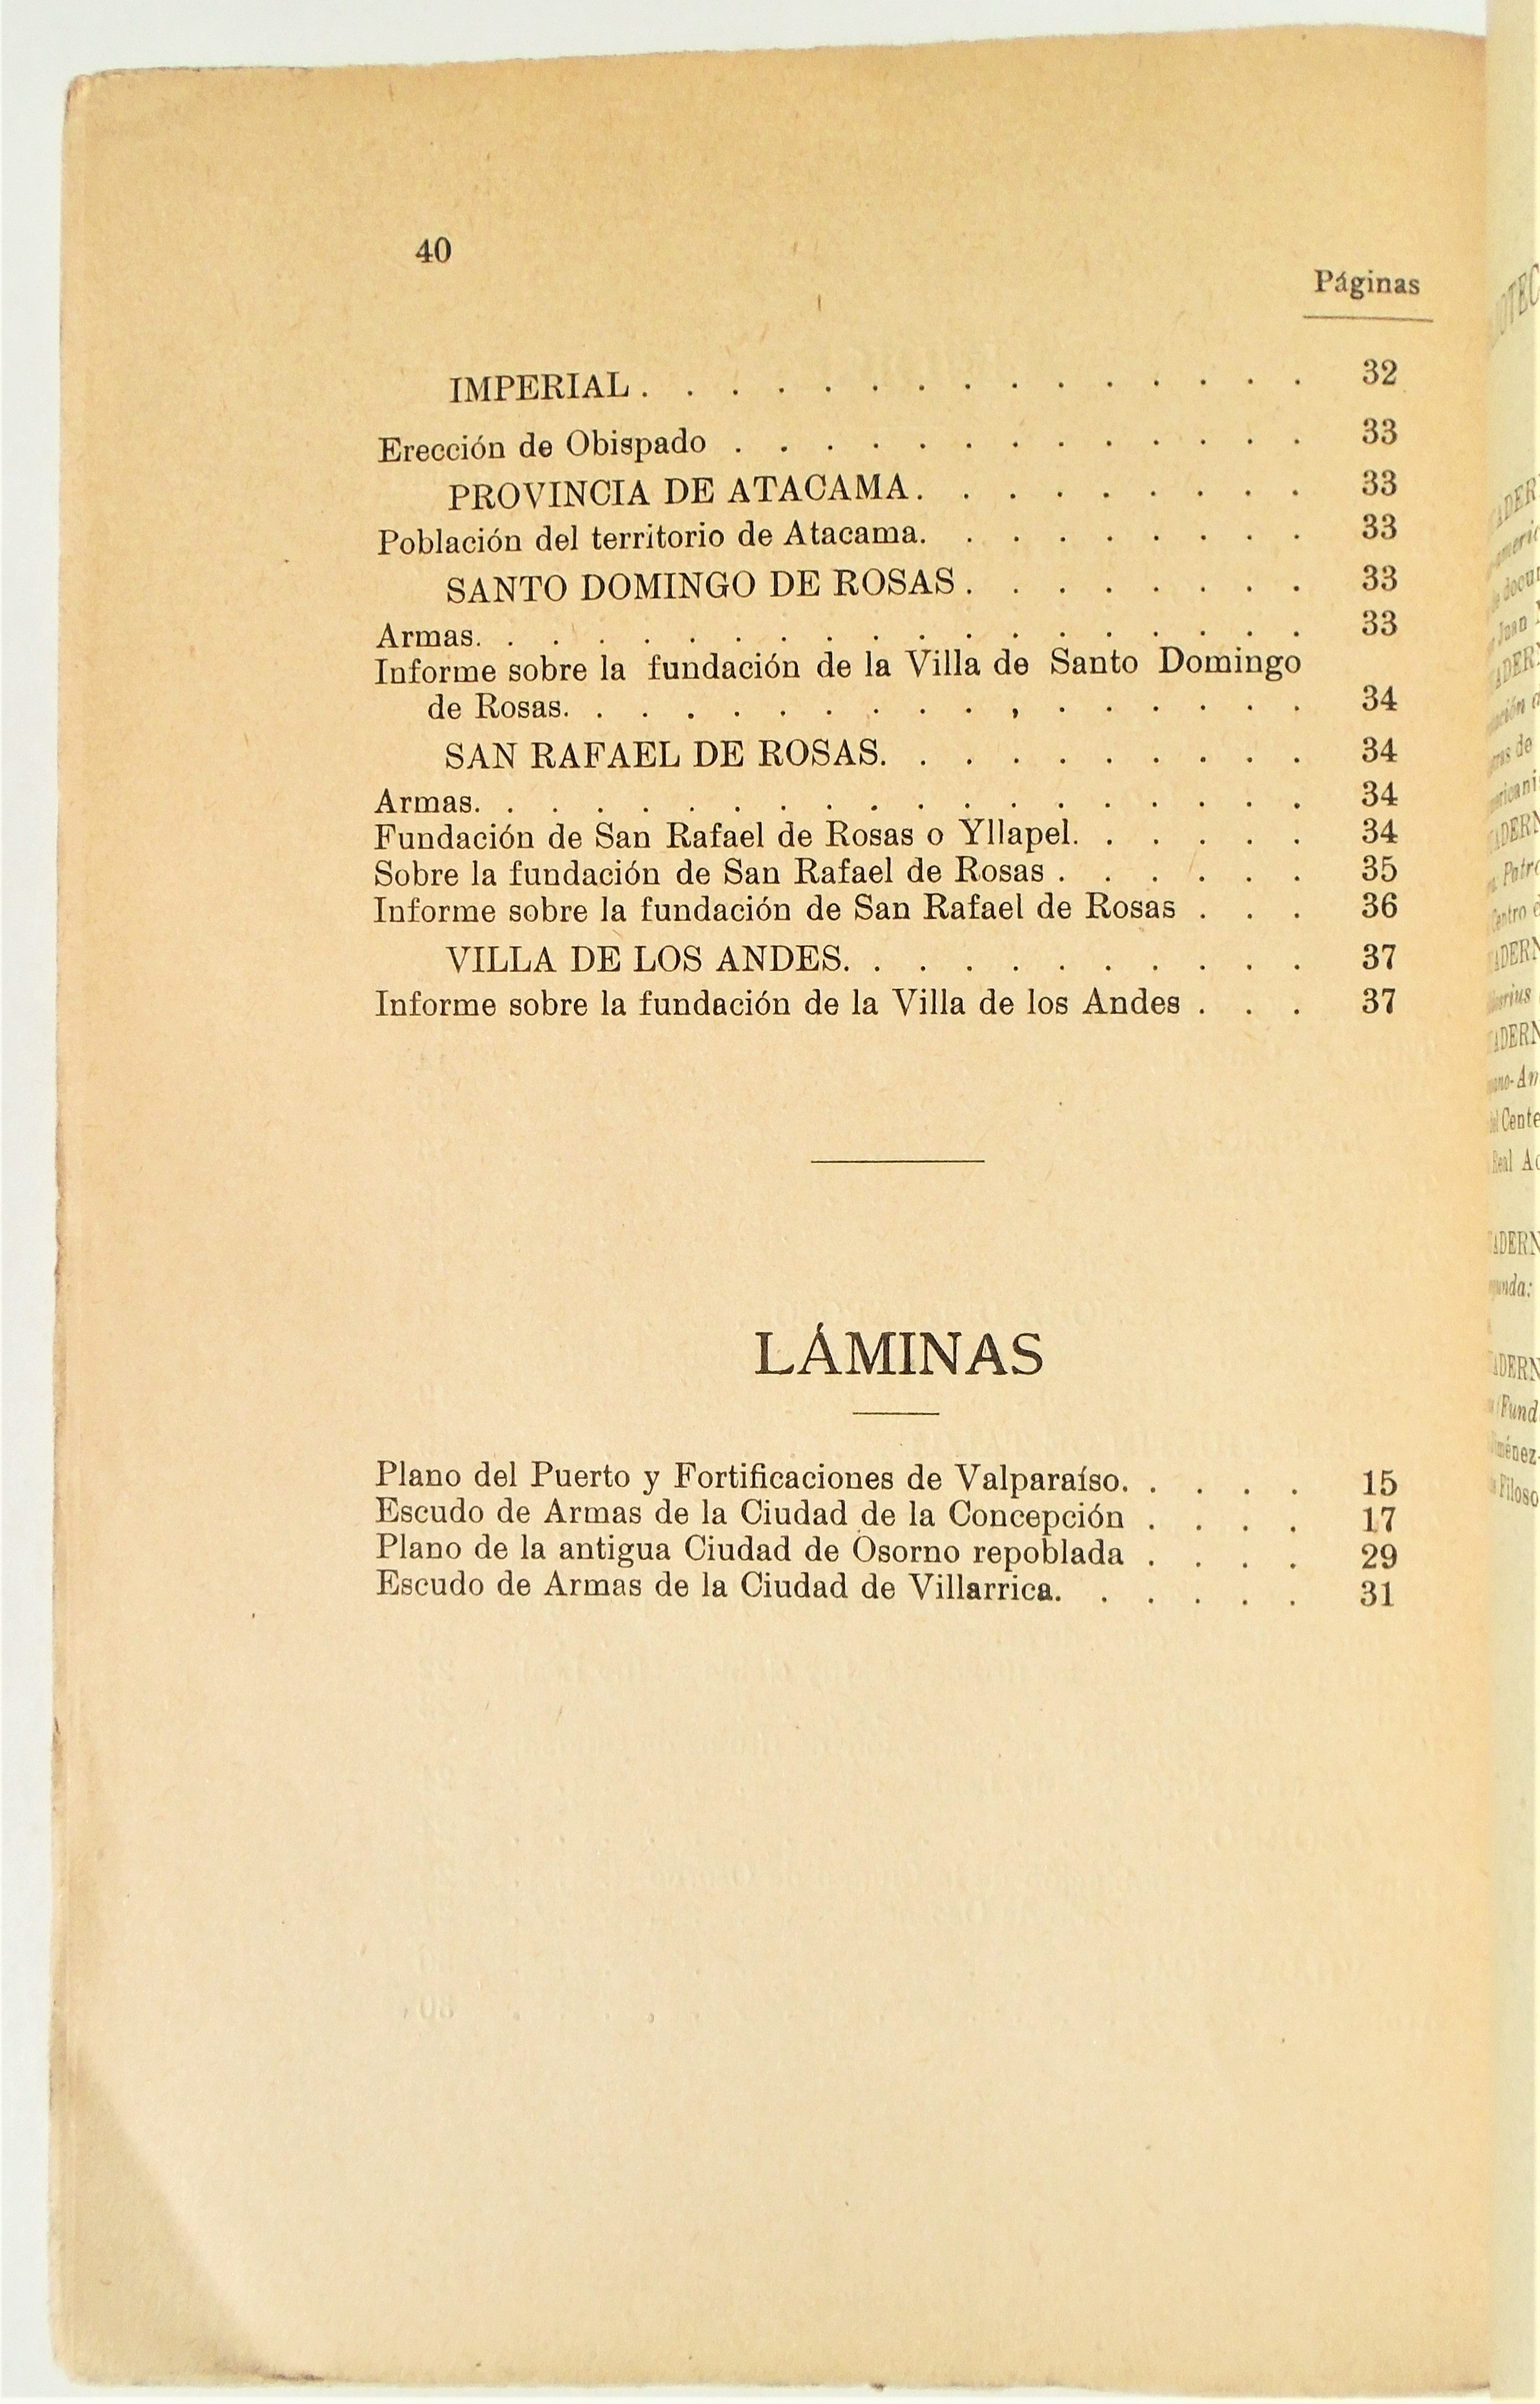 40
Páginas
IMPERIAL . . . . . . . . . . . . . . . 32
Erección de Obispado . . . . . . . . . . . . . 33
PROVINCIA DE ATACAMA. . . . . . . . . 33
Población del territorio de Atacama. . . . . . . . . 33
SANTO DOMINGO DE ROSAS . . . . . . . . 33
Armas. . . . . . . . . . . . . . . . . . . 33
Informe sobre la fundación de la Villa de Santo Domingo
de Rosas. . . . . . . . . . , . . . . . . 34
SAN RAFAEL DE ROSAS. . . . . . . . . . 34
Armas. . . . . . . . . . . . . . . . . . . 34
Fundación de San Rafael de Rosas o Yllapel. . . . . . 34
Sobre la fundación de San Rafael de Rosas . . . . . . 35
Informe sobre la fundación de San Rafael de Rosas . . . 36
VILLA DE LOS ANDES. . . . . . . . . . . 37
Informe sobre la fundación de la Villa de los Andes . . . 37
LÁMINAS
Plano del Puerto y Fortificaciones de Valparaíso. . . . . 15
Escudo de Armas de la Ciudad de la Concepción . . . . 17
Plano de la antigua Ciudad de Osorno repoblada . . . . 29
Escudo de Armas de la Ciudad de Villarrica. . . . . . 31